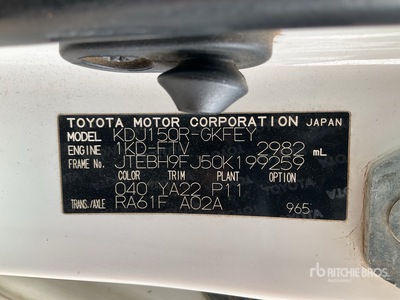 TOYOTA MOTOR CORPORATION JAPAN
MODEL KDJ150R-GKFEY
ENGINE 1KD-FTV 2982 mL
FRAME No. JTEBH9FJ50K199259
COLOR TRIM PLANT OPTION
040 YA22 P11
TRANS./AXLE RA61F A02A 965
rb RITCHIE BROS.